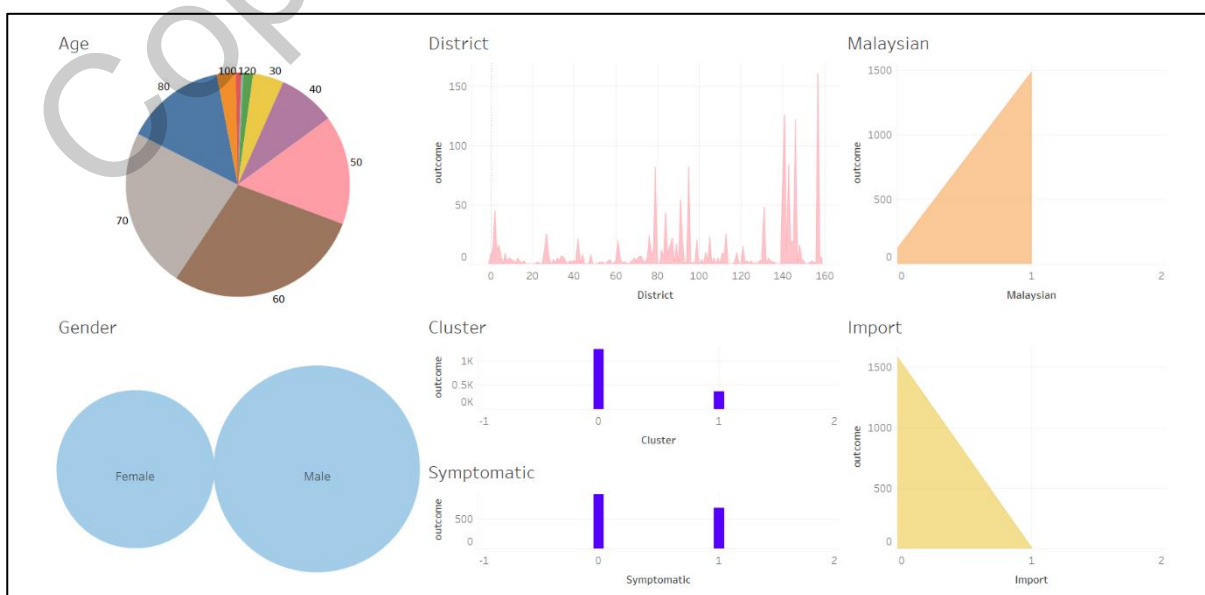 Cop
Age
80
100
120
30
40
50
60
70
District
outcome
150
100
50
0
0 20 40 60 80 100 120 140 160
District
Malaysian
outcome
1500
1000
500
0
0 1 2
Malaysian
Gender
Female
Male
Cluster
outcome
1K
0.5K
0K
-1 0 1 2
Cluster
Symptomatic
outcome
500
0
-1 0 1 2
Symptomatic
Import
outcome
1500
1000
500
0
0 1 2
Import